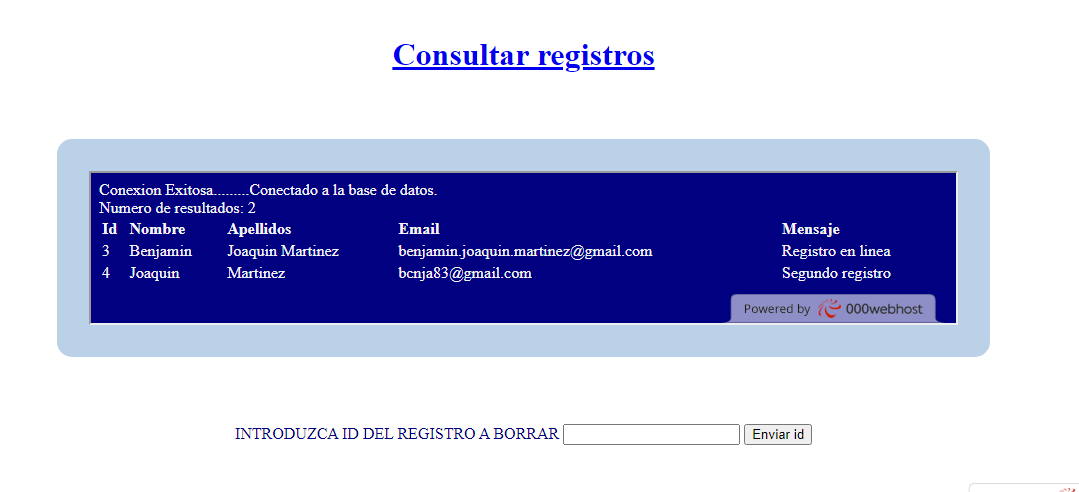 Consultar registros
Conexion Exitosa.........Conectado a la base de datos.
Numero de resultados: 2
Id Nombre Apellidos Email Mensaje
3 Benjamin Joaquin Martinez benjamin.joaquin.martinez@gmail.com Registro en linea
4 Joaquin Martinez bcnja83@gmail.com Segundo registro
Powered by 000webhost
INTRODUZCA ID DEL REGISTRO A BORRAR Enviar id